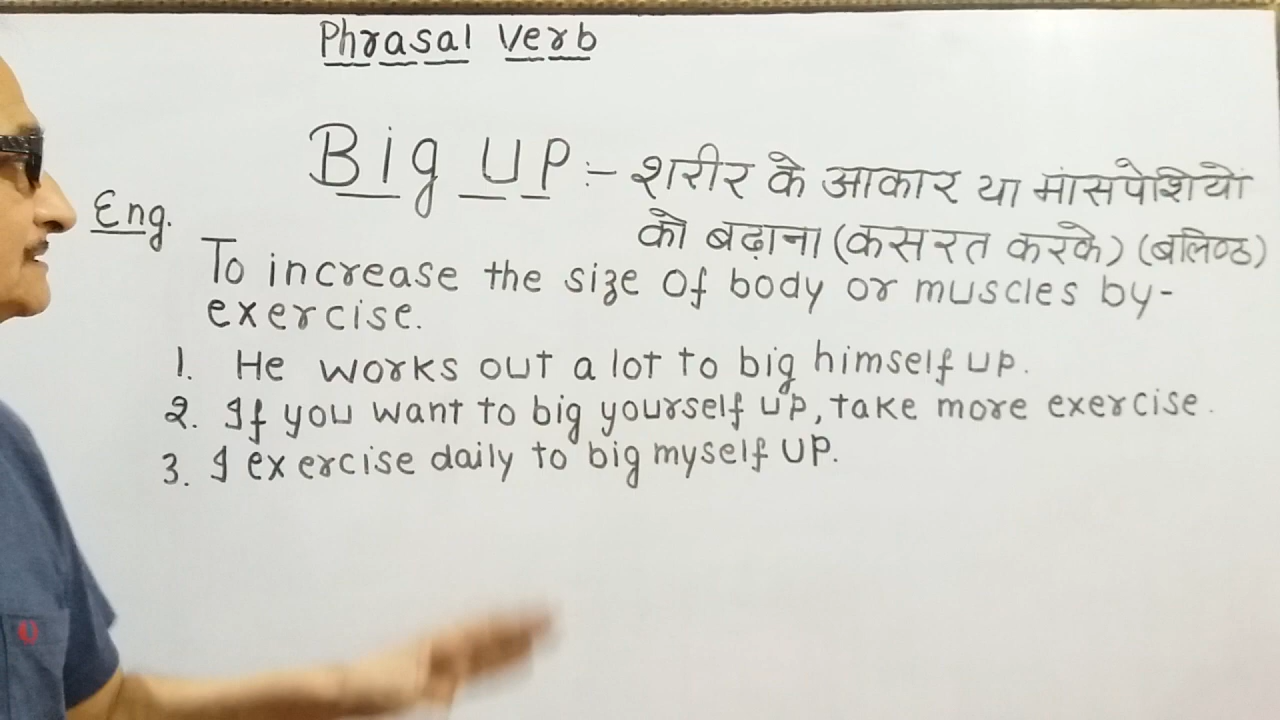 Phrasal Verb
Big UP :- शरीर के आकार या मांसपेशियों
को बढ़ाना (कसरत करके) (बलिष्ठ)
Eng.
To increase the size of body or muscles by-
exercise.
1. He works out a lot to big himself up.
2. If you want to big yourself up, take more exercise.
3. I exercise daily to big myself UP.